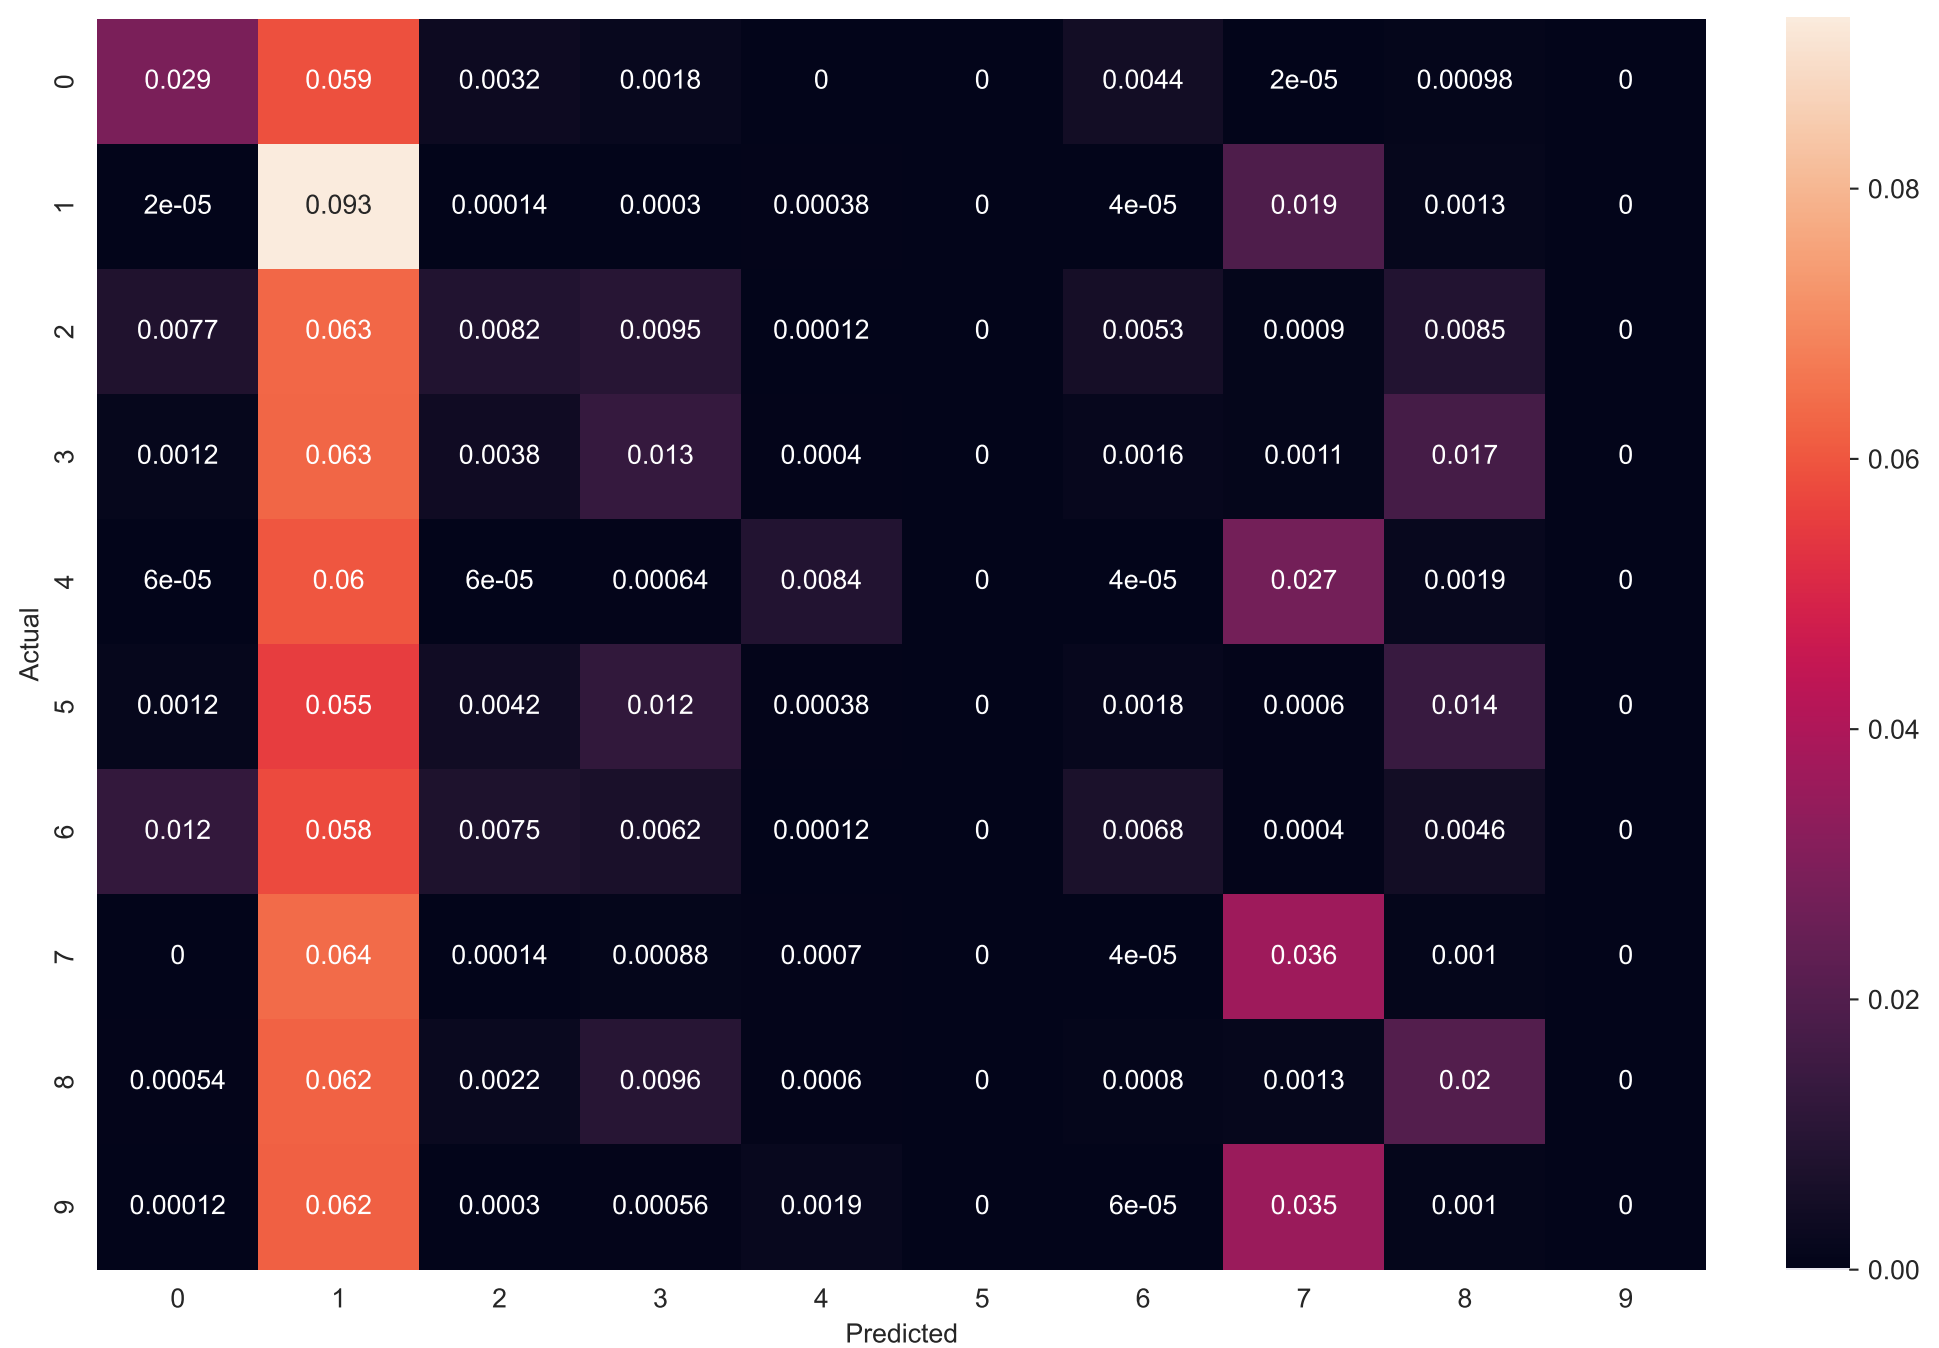 0 0.029 0.059 0.0032 0.0018 0 0 0.0044 2e-05 0.00098 0
1 2e-05 0.093 0.00014 0.0003 0.00038 0 4e-05 0.019 0.0013 0
2 0.0077 0.063 0.0082 0.0095 0.00012 0 0.0053 0.0009 0.0085 0
3 0.0012 0.063 0.0038 0.013 0.0004 0 0.0016 0.0011 0.017 0
4 6e-05 0.06 6e-05 0.00064 0.0084 0 4e-05 0.027 0.0019 0
5 0.0012 0.055 0.0042 0.012 0.00038 0 0.0018 0.0006 0.014 0
6 0.012 0.058 0.0075 0.0062 0.00012 0 0.0068 0.0004 0.0046 0
7 0 0.064 0.00014 0.00088 0.0007 0 4e-05 0.036 0.001 0
8 0.00054 0.062 0.0022 0.0096 0.0006 0 0.0008 0.0013 0.02 0
9 0.00012 0.062 0.0003 0.00056 0.0019 0 6e-05 0.035 0.001 0
0 1 2 3 4 5 6 7 8 9
Predicted
Actual
0.08
0.06
0.04
0.02
0.00